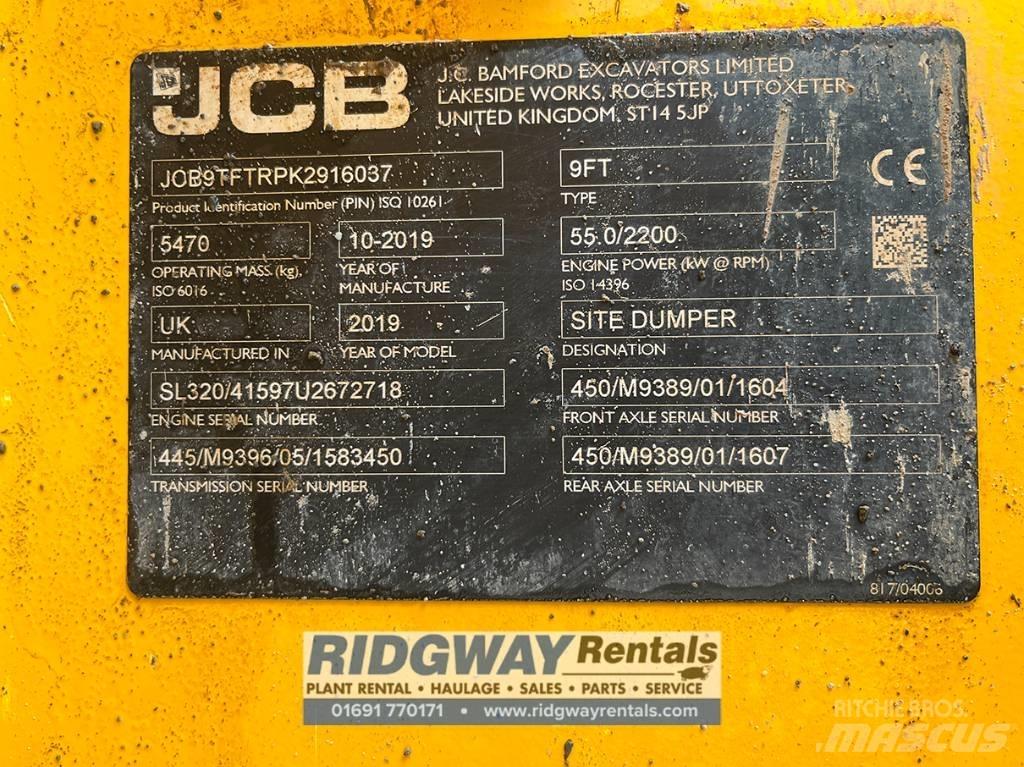 JCB
J.C. BAMFORD EXCAVATORS LIMITED
LAKESIDE WORKS, ROCESTER, UTTOXETER,
UNITED KINGDOM, ST14 5JP
JCB9TFTRPK2916037
Product Identification Number (PIN) ISO 10261
9FT
TYPE
CE
5470
OPERATING MASS (kg),
ISO 6016
10-2019
YEAR OF
MANUFACTURE
55.0/2200
ENGINE POWER (kW @ RPM)
ISO 14396
UK
MANUFACTURED IN
2019
YEAR OF MODEL
SITE DUMPER
DESIGNATION
SL320/41597U2672718
ENGINE SERIAL NUMBER
450/M9389/01/1604
FRONT AXLE SERIAL NUMBER
445/M9396/05/1583450
TRANSMISSION SERIAL NUMBER
450/M9389/01/1607
REAR AXLE SERIAL NUMBER
817/04006
RIDGWAY Rentals
PLANT RENTAL • HAULAGE • SALES • PARTS • SERVICE
01691 770171 • www.ridgwayrentals.com
RITCHIE BROS.
MASCUS